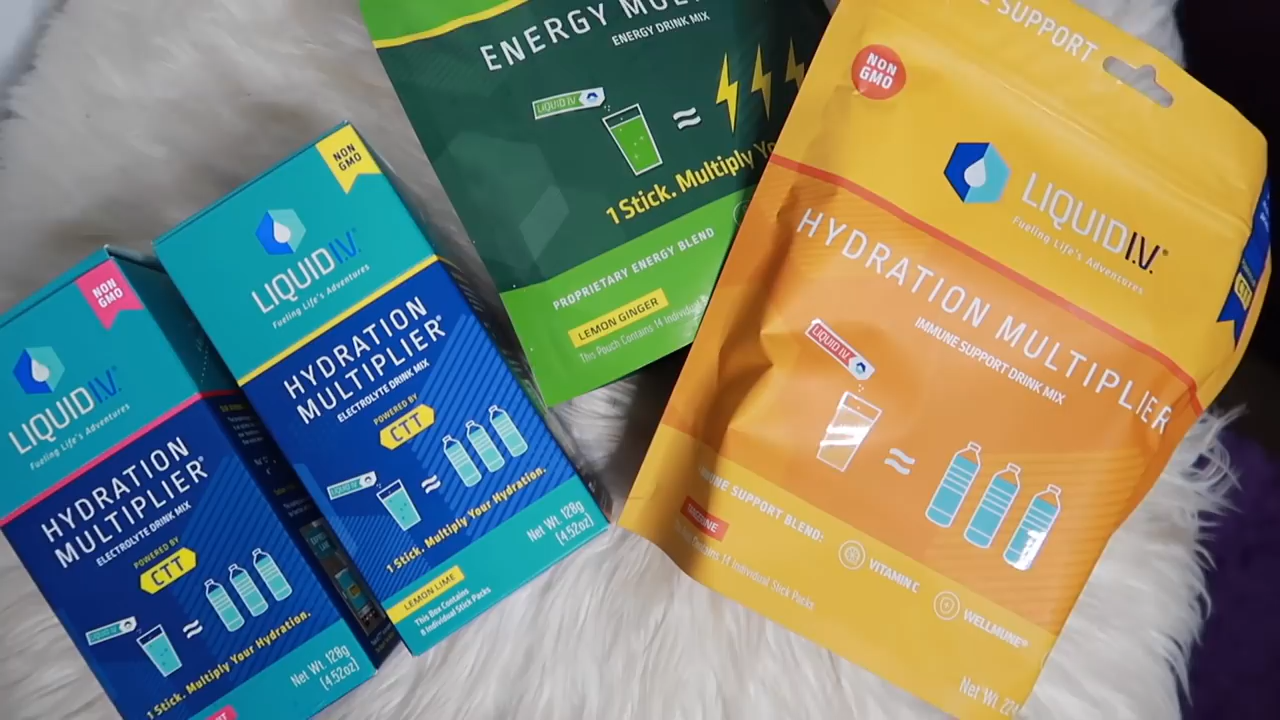 NON
GMO
LIQUID I.V.®
Fueling Life's Adventures
HYDRATION
MULTIPLIER®
ELECTROLYTE DRINK MIX
POWERED BY
CTT
LIQUID I.V.
1 Stick. Multiply Your Hydration.
Net Wt. 128g
(4.52oz)
NON
GMO
LIQUID I.V.®
Fueling Life's Adventures
HYDRATION
MULTIPLIER®
ELECTROLYTE DRINK MIX
POWERED BY
CTT
LIQUID I.V.
1 Stick. Multiply Your Hydration.
Net Wt. 128g
(4.52oz)
LEMON LIME
This Box Contains
8 Individual Stick Packs
ENERGY
ENERGY DRINK MIX
LIQUID I.V.
1 Stick. Multiply
PROPRIETARY ENERGY BLEND
LEMON GINGER
This Pouch Contains 14 Individual
SUPPORT
NON
GMO
LIQUID I.V.®
Fueling Life's Adventures
CTT
HYDRATION MULTIPLIER
IMMUNE SUPPORT DRINK MIX
LIQUID I.V.
SUPPORT BLEND:
VITAMIN C
WELLMUNE®
TANGERINE
Contains 14 Individual Stick Packs
Net Wt.